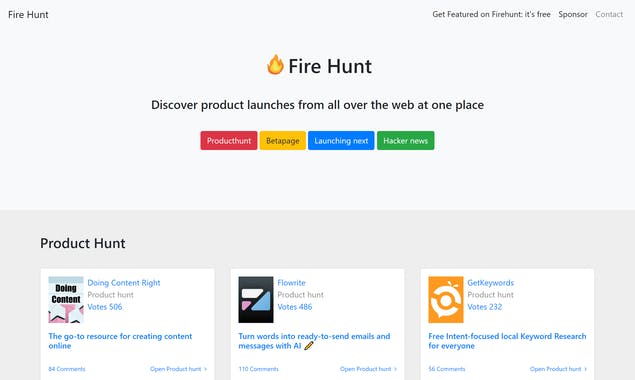 Fire Hunt
Get Featured on Firehunt: it's free Sponsor Contact
🔥Fire Hunt
Discover product launches from all over the web at one place
Producthunt Betapage Launching next Hacker news
Product Hunt
Doing Content
Doing Content Right
Product hunt
Votes 506
The go-to resource for creating content
online
84 Comments Open Product hunt >
Flowrite
Product hunt
Votes 486
Turn words into ready-to-send emails and
messages with AI 🖊️
110 Comments Open Product hunt >
GetKeywords
Product hunt
Votes 232
Free Intent-focused local Keyword Research
for everyone
56 Comments Open Product hunt >